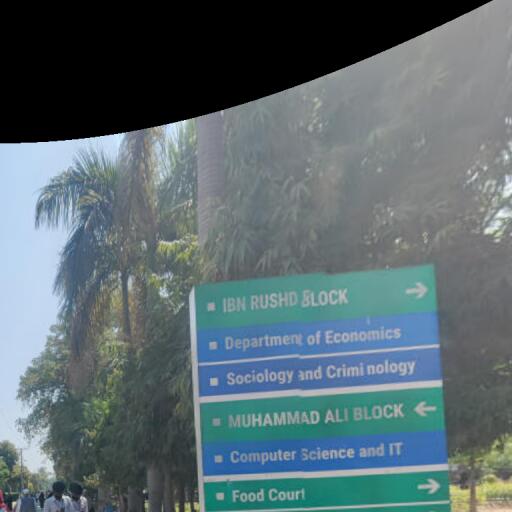 IBN RUSHD BLOCK →
Department of Economics
Sociology and Criminology
MUHAMMAD ALI BLOCK ←
Computer Science and IT
Food Court →